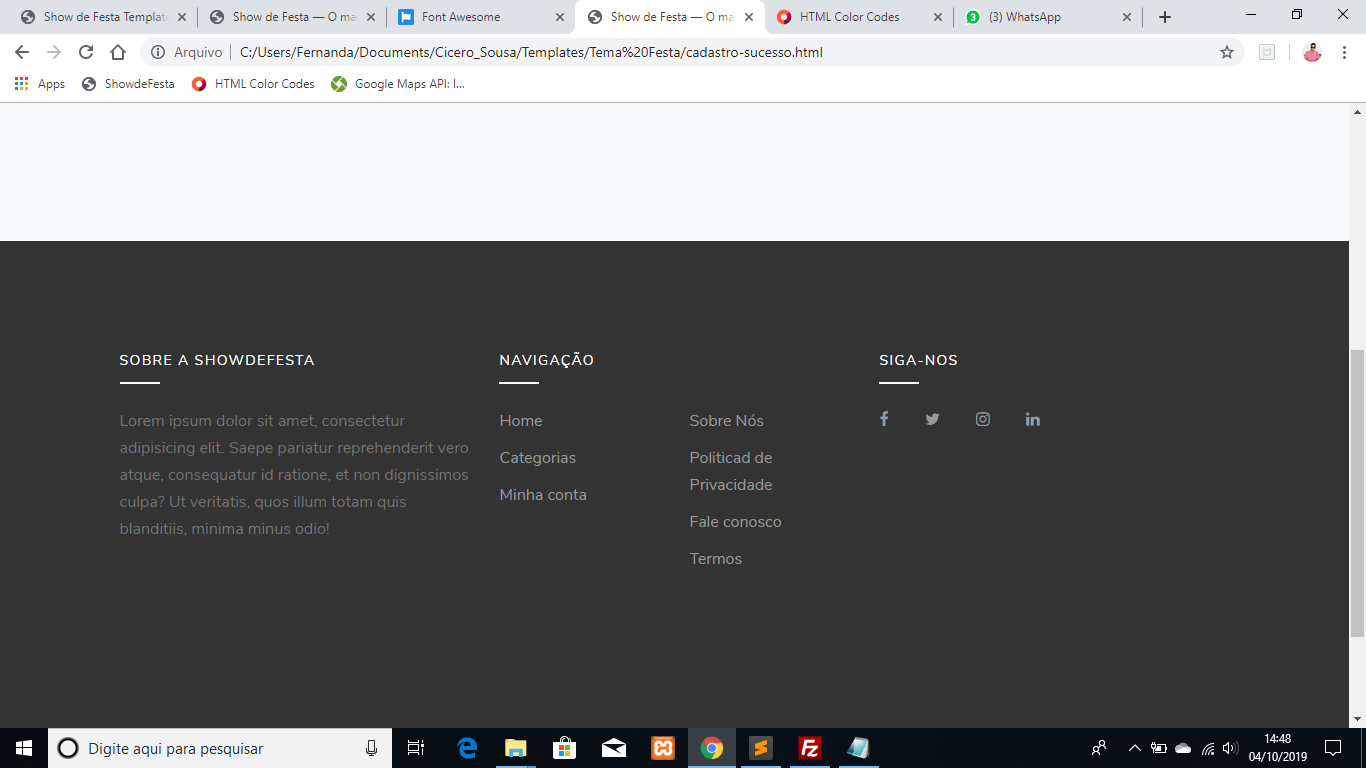 Show de Festa Templat
Show de Festa — O ma
Font Awesome
Show de Festa — O ma
HTML Color Codes
3
(3) WhatsApp
Arquivo
C:/Users/Fernanda/Documents/Cicero_Sousa/Templates/Tema%20Festa/cadastro-sucesso.html
Apps
ShowdeFesta
HTML Color Codes
Google Maps API: I...
SOBRE A SHOWDEFESTA
Lorem ipsum dolor sit amet, consectetur
adipisicing elit. Saepe pariatur reprehenderit vero
atque, consequatur id ratione, et non dignissimos
culpa? Ut veritatis, quos illum totam quis
blanditiis, minima minus odio!
NAVIGAÇÃO
Home
Categorias
Minha conta
Sobre Nós
Politicad de
Privacidade
Fale conosco
Termos
SIGA-NOS
Digite aqui para pesquisar
14:48
04/10/2019